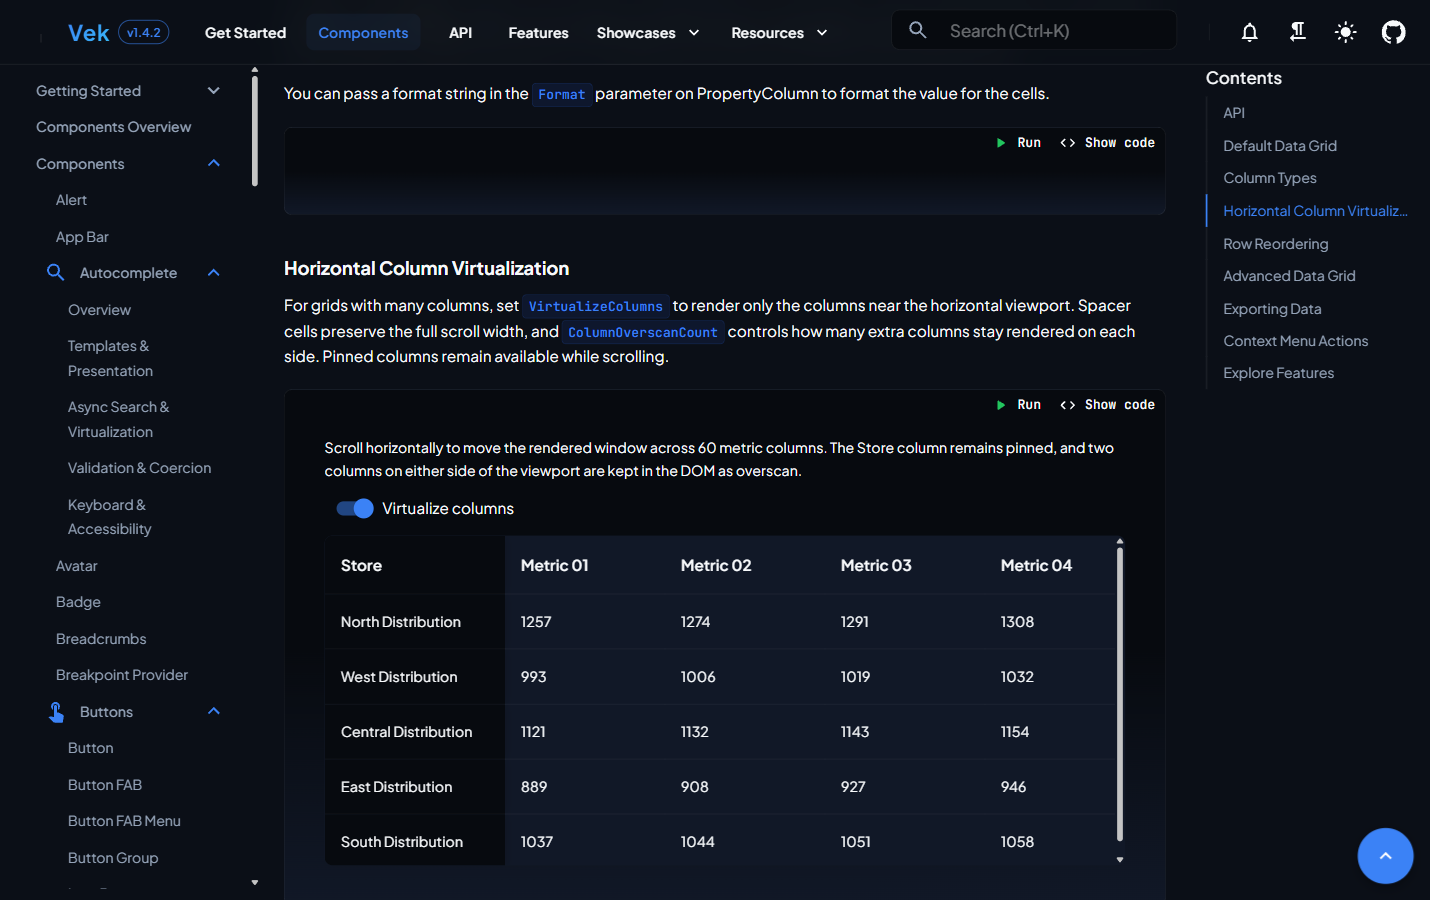 Vek v1.4.2 Get Started Components API Features Showcases Resources Search (Ctrl+K)
Getting Started
Components Overview
Components
Alert
App Bar
Autocomplete
Overview
Templates &
Presentation
Async Search &
Virtualization
Validation & Coercion
Keyboard &
Accessibility
Avatar
Badge
Breadcrumbs
Breakpoint Provider
Buttons
Button
Button FAB
Button FAB Menu
Button Group
You can pass a format string in the Format parameter on PropertyColumn to format the value for the cells.
Run <> Show code
Horizontal Column Virtualization
For grids with many columns, set VirtualizeColumns to render only the columns near the horizontal viewport. Spacer
cells preserve the full scroll width, and ColumnOverscanCount controls how many extra columns stay rendered on each
side. Pinned columns remain available while scrolling.
Run <> Show code
Scroll horizontally to move the rendered window across 60 metric columns. The Store column remains pinned, and two
columns on either side of the viewport are kept in the DOM as overscan.
Virtualize columns
Store Metric 01 Metric 02 Metric 03 Metric 04
North Distribution 1257 1274 1291 1308
West Distribution 993 1006 1019 1032
Central Distribution 1121 1132 1143 1154
East Distribution 889 908 927 946
South Distribution 1037 1044 1051 1058
Contents
API
Default Data Grid
Column Types
Horizontal Column Virtualiz...
Row Reordering
Advanced Data Grid
Exporting Data
Context Menu Actions
Explore Features